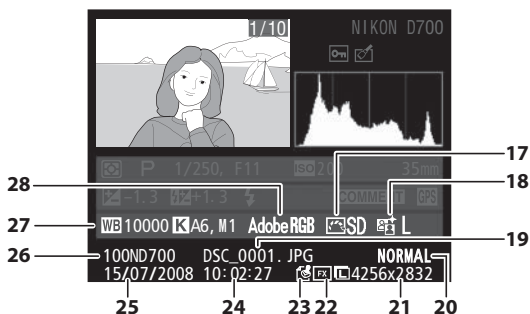 1/10
NIKON D700
P 1/250, F11 ISO 200 35mm
-1.3 +1.3 COMMENT GPS
WB 10000 K A6, M1 Adobe RGB SD L
100ND700 DSC_0001. JPG NORMAL
15/07/2008 10:02:27 FX L 4256x2832
17
18
19
20
21
22
23
24
25
26
27
28